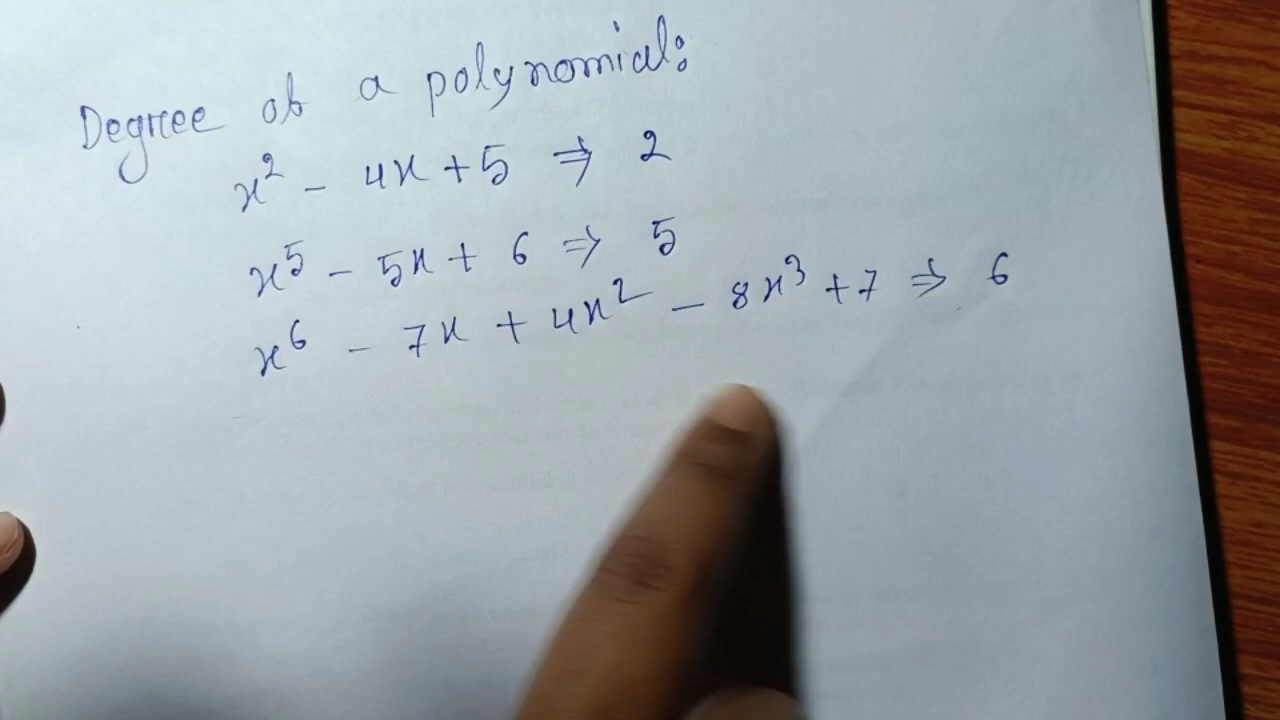 Degree of a polynomial:
x² - 4x + 5 ⇒ 2
x⁵ - 5x + 6 ⇒ 5
x⁶ - 7x + 4x² - 8x³ + 7 ⇒ 6